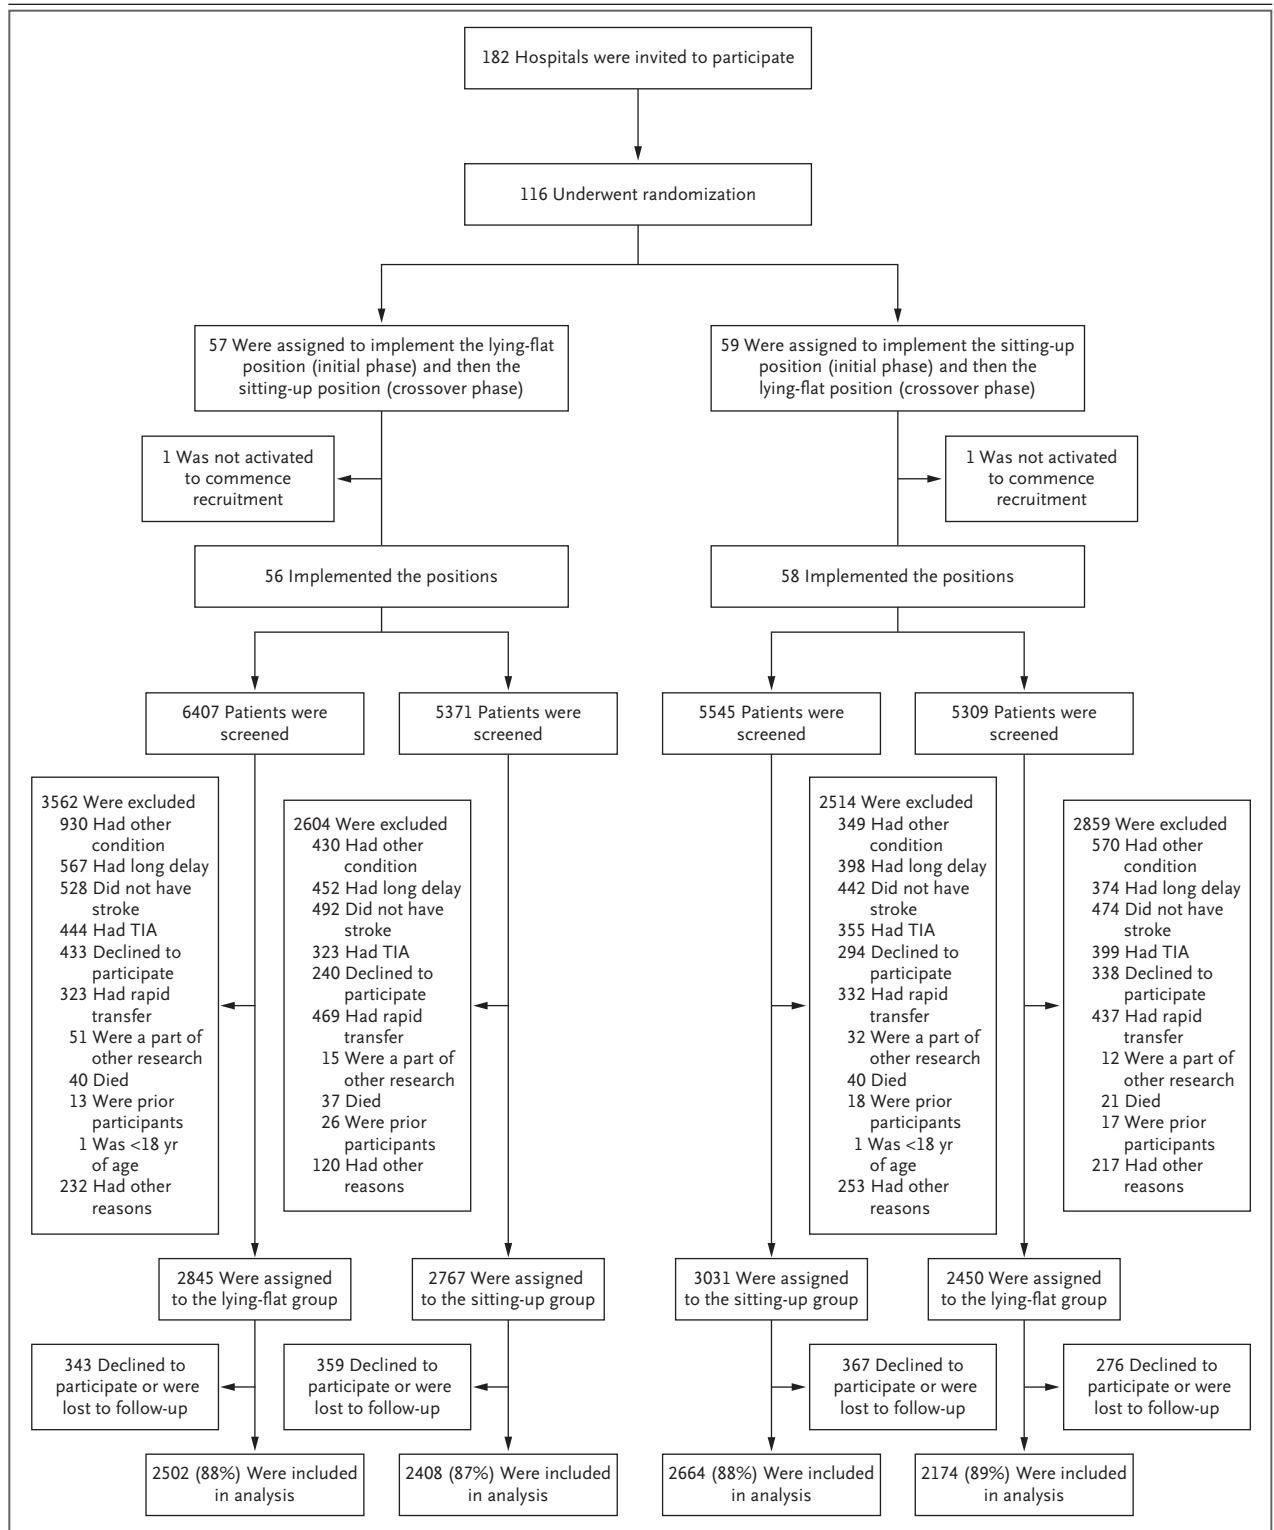 182 Hospitals were invited to participate
116 Underwent randomization
57 Were assigned to implement the lying-flat
position (initial phase) and then the
sitting-up position (crossover phase)
59 Were assigned to implement the sitting-up
position (initial phase) and then the
lying-flat position (crossover phase)
1 Was not activated
to commence
recruitment
1 Was not activated
to commence
recruitment
56 Implemented the positions
58 Implemented the positions
6407 Patients were
screened
5371 Patients were
screened
5545 Patients were
screened
5309 Patients were
screened
3562 Were excluded
930 Had other
condition
567 Had long delay
528 Did not have
stroke
444 Had TIA
433 Declined to
participate
323 Had rapid
transfer
51 Were a part of
other research
40 Died
13 Were prior
participants
1 Was <18 yr
of age
232 Had other
reasons
2604 Were excluded
430 Had other
condition
452 Had long delay
492 Did not have
stroke
323 Had TIA
240 Declined to
participate
469 Had rapid
transfer
15 Were a part of
other research
37 Died
26 Were prior
participants
120 Had other
reasons
2514 Were excluded
349 Had other
condition
398 Had long delay
442 Did not have
stroke
355 Had TIA
294 Declined to
participate
332 Had rapid
transfer
32 Were a part of
other research
40 Died
18 Were prior
participants
1 Was <18 yr
of age
253 Had other
reasons
2859 Were excluded
570 Had other
condition
374 Had long delay
474 Did not have
stroke
399 Had TIA
338 Declined to
participate
437 Had rapid
transfer
12 Were a part of
other research
21 Died
17 Were prior
participants
217 Had other
reasons
2845 Were assigned
to the lying-flat group
2767 Were assigned
to the sitting-up group
3031 Were assigned
to the sitting-up group
2450 Were assigned
to the lying-flat group
343 Declined to
participate or were
lost to follow-up
359 Declined to
participate or were
lost to follow-up
367 Declined to
participate or were
lost to follow-up
276 Declined to
participate or were
lost to follow-up
2502 (88%) Were included
in analysis
2408 (87%) Were included
in analysis
2664 (88%) Were included
in analysis
2174 (89%) Were included
in analysis